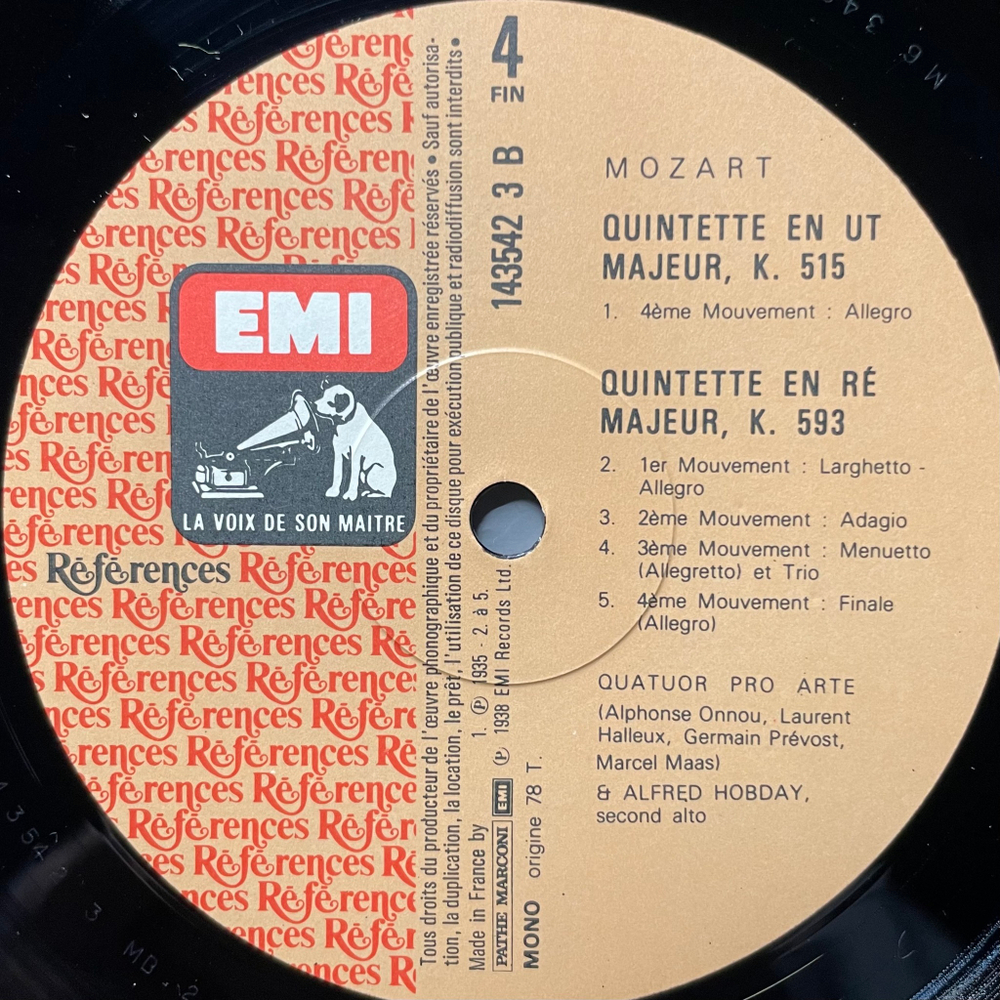 4
FIN
143542 3 B
MOZART
QUINTETTE EN UT
MAJEUR, K. 515
1. 4ème Mouvement : Allegro
QUINTETTE EN RÉ
MAJEUR, K. 593
2. 1er Mouvement : Larghetto -
Allegro
3. 2ème Mouvement : Adagio
4. 3ème Mouvement : Menuetto
(Allegretto) et Trio
5. 4ème Mouvement : Finale
(Allegro)
QUATUOR PRO ARTE
(Alphonse Onnou, Laurent
Halleux, Germain Prévost,
Marcel Maas)
& ALFRED HOBDAY,
second alto
EMI
LA VOIX DE SON MAITRE
Références
Tous droits du producteur de l'œuvre phonographique et du propriétaire de l'œuvre enregistrée réservés • Sauf autorisa-
tion, la duplication, la location, le prêt, l'utilisation de ce disque pour exécution publique et radiodiffusion sont interdits •
Made in France by 1. ℗ 1935 - 2. à 5.
PATHE MARCONI EMI ℗ 1938 EMI Records Ltd.
MONO origine 78 T.